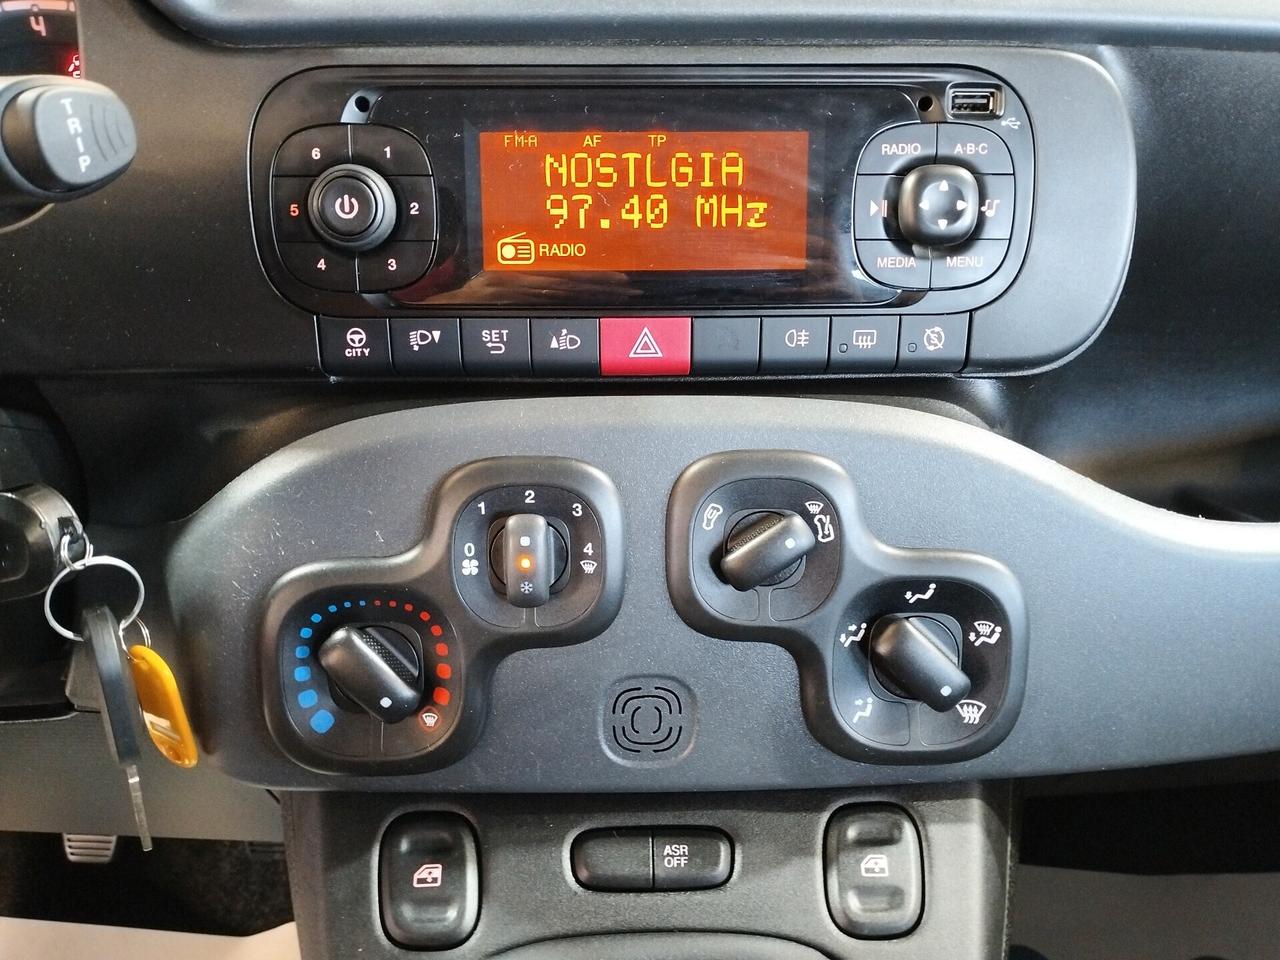 4
TRIP
6 1
5 2
4 3
FM-A AF TP
NOSTLGIA
97.40 MHz
RADIO
RADIO A·B·C
MEDIA MENU
CITY
SET
1 2 3
0 4
ASR
OFF